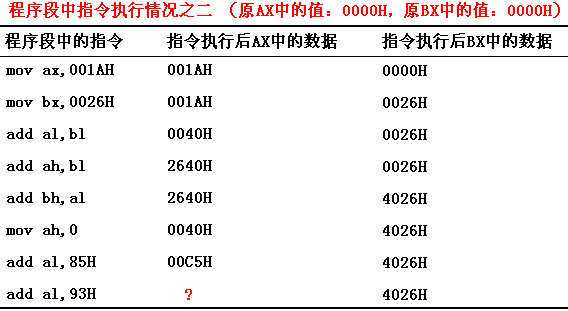 程序段中指令执行情况之二 （原AX中的值：0000H，原BX中的值：0000H）
程序段中的指令 指令执行后AX中的数据 指令执行后BX中的数据
mov ax,001AH 001AH 0000H
mov bx,0026H 001AH 0026H
add al,bl 0040H 0026H
add ah,bl 2640H 0026H
add bh,al 2640H 4026H
mov ah,0 0040H 4026H
add al,85H 00C5H 4026H
add al,93H ? 4026H